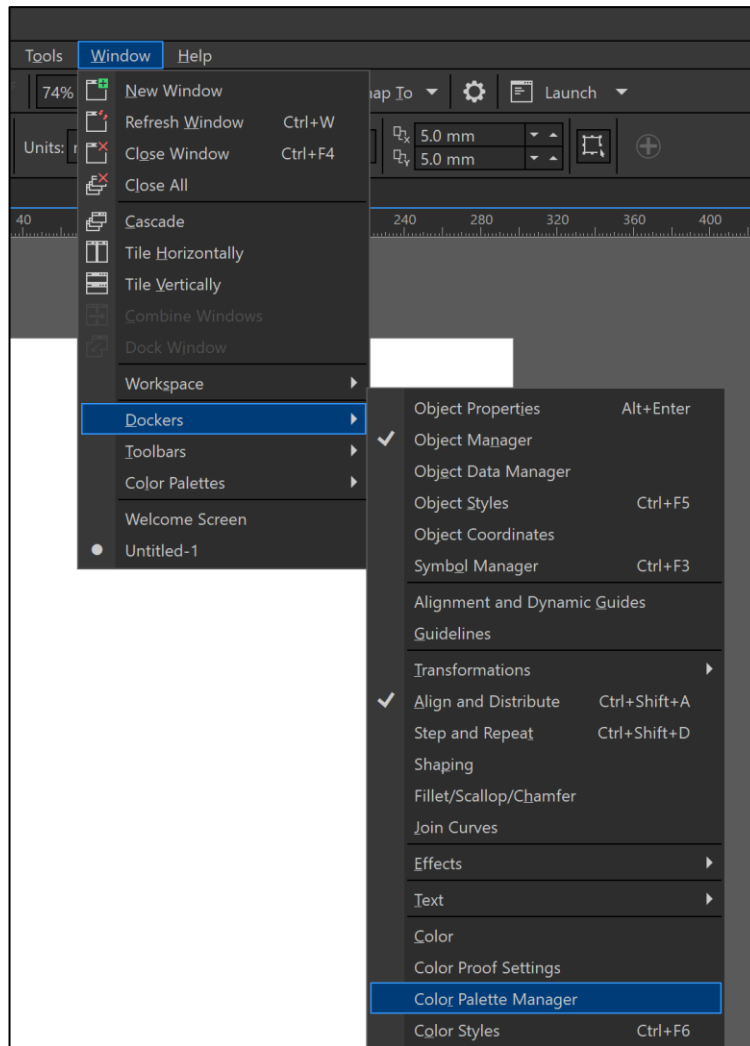 Tools Window Help
74% nap To Launch
Units: 5.0 mm
5.0 mm
40 240 280 320 360 400
New Window
Refresh Window Ctrl+W
Close Window Ctrl+F4
Close All
Cascade
Tile Horizontally
Tile Vertically
Combine Windows
Dock Window
Workspace
Dockers
Toolbars
Color Palettes
Welcome Screen
Untitled-1
Object Properties Alt+Enter
Object Manager
Object Data Manager
Object Styles Ctrl+F5
Object Coordinates
Symbol Manager Ctrl+F3
Alignment and Dynamic Guides
Guidelines
Transformations
Align and Distribute Ctrl+Shift+A
Step and Repeat Ctrl+Shift+D
Shaping
Fillet/Scallop/Chamfer
Join Curves
Effects
Text
Color
Color Proof Settings
Color Palette Manager
Color Styles Ctrl+F6